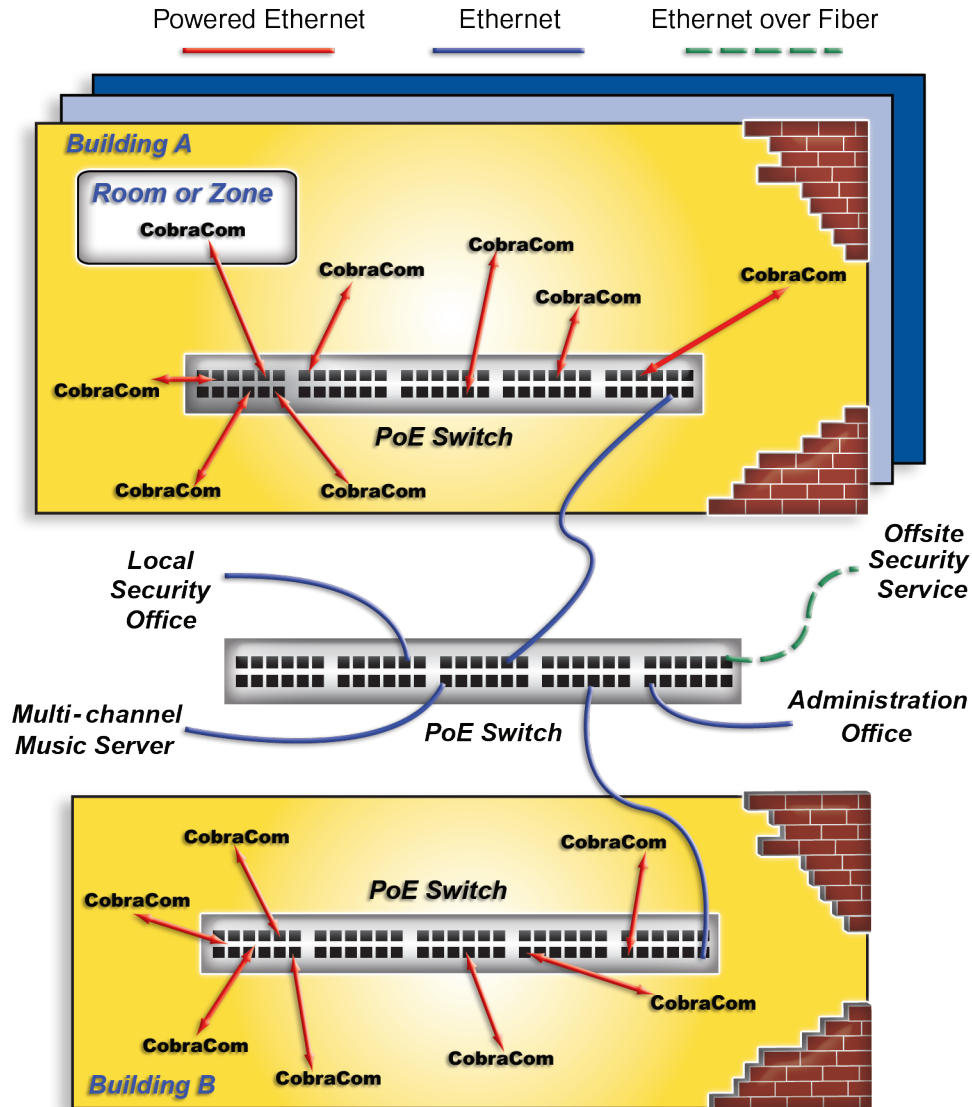 Powered Ethernet
Ethernet
Ethernet over Fiber
Building A
Room or Zone
CobraCom
CobraCom
CobraCom
CobraCom
CobraCom
CobraCom
PoE Switch
CobraCom
CobraCom
Local
Security
Office
Offsite
Security
Service
Multi-channel
Music Server
PoE Switch
Administration
Office
CobraCom
CobraCom
PoE Switch
CobraCom
CobraCom
CobraCom
CobraCom
CobraCom
Building B